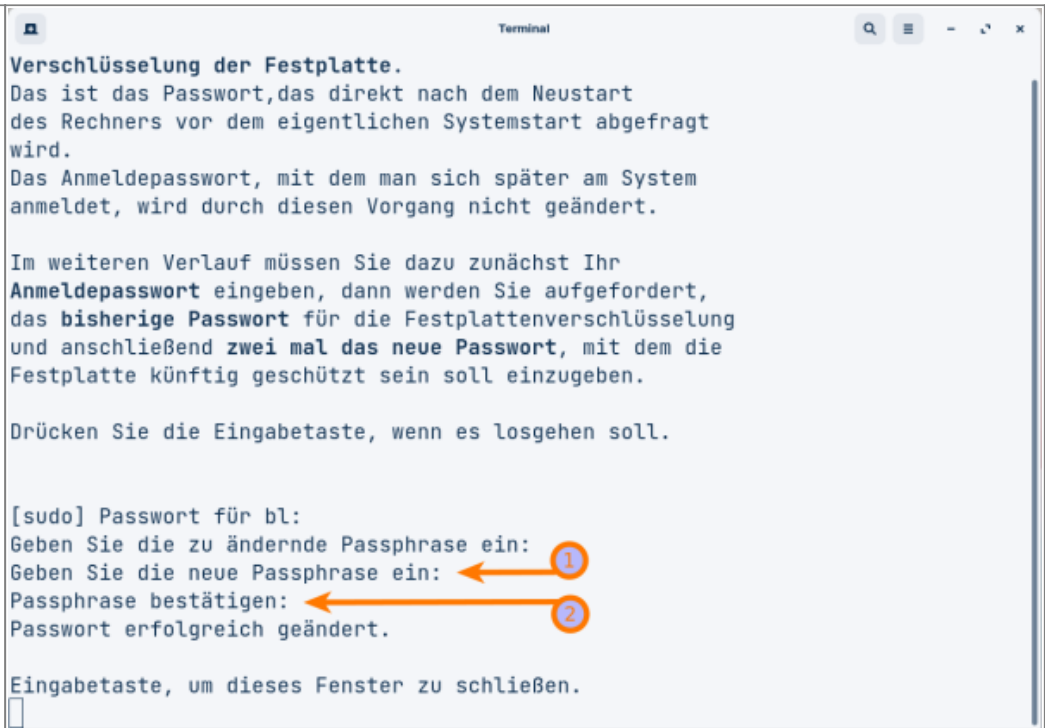 Terminal
Verschlüsselung der Festplatte.
Das ist das Passwort,das direkt nach dem Neustart
des Rechners vor dem eigentlichen Systemstart abgefragt
wird.
Das Anmeldepasswort, mit dem man sich später am System
anmeldet, wird durch diesen Vorgang nicht geändert.
Im weiteren Verlauf müssen Sie dazu zunächst Ihr
Anmeldepasswort eingeben, dann werden Sie aufgefordert,
das bisherige Passwort für die Festplattenverschlüsselung
und anschließend zwei mal das neue Passwort, mit dem die
Festplatte künftig geschützt sein soll einzugeben.
Drücken Sie die Eingabetaste, wenn es losgehen soll.
[sudo] Passwort für bl:
Geben Sie die zu ändernde Passphrase ein:
1
Geben Sie die neue Passphrase ein:
Passphrase bestätigen:
2
Passwort erfolgreich geändert.
Eingabetaste, um dieses Fenster zu schließen.